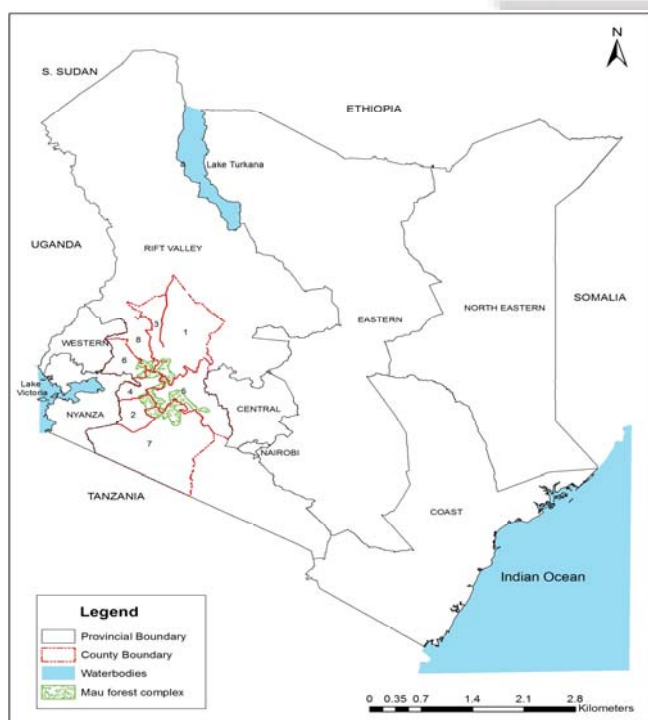 N
S. SUDAN
ETHIOPIA
Lake Turkana
UGANDA
RIFT VALLEY
SOMALIA
NORTH EASTERN
EASTERN
3
1
WESTERN
8
6
Lake
Victoria
4
5
CENTRAL
NYANZA
2
7
NAIROBI
TANZANIA
COAST
Indian Ocean
Legend
Provincial Boundary
County Boundary
Waterbodies
Mau forest complex
0 0.35 0.7 1.4 2.1 2.8
Kilometers